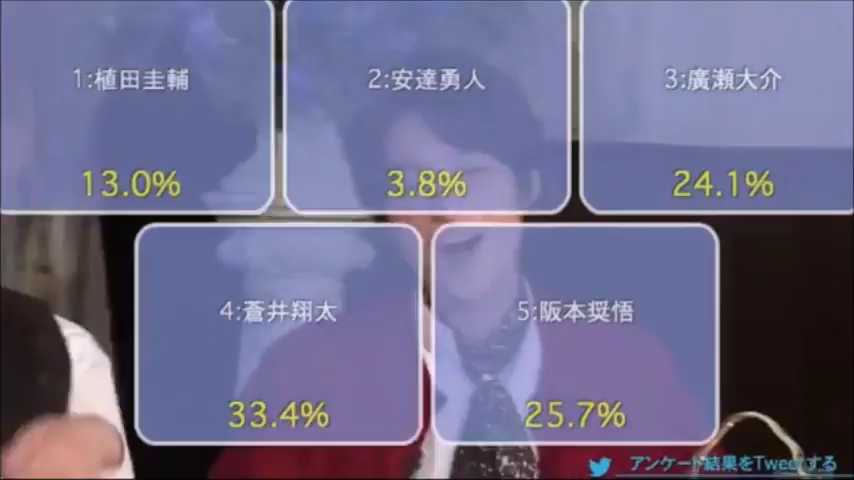 1:植田圭輔
13.0%
2:安達勇人
3.8%
3:廣瀬大介
24.1%
4:蒼井翔太
33.4%
5:阪本奨悟
25.7%
アンケート結果をTweetする